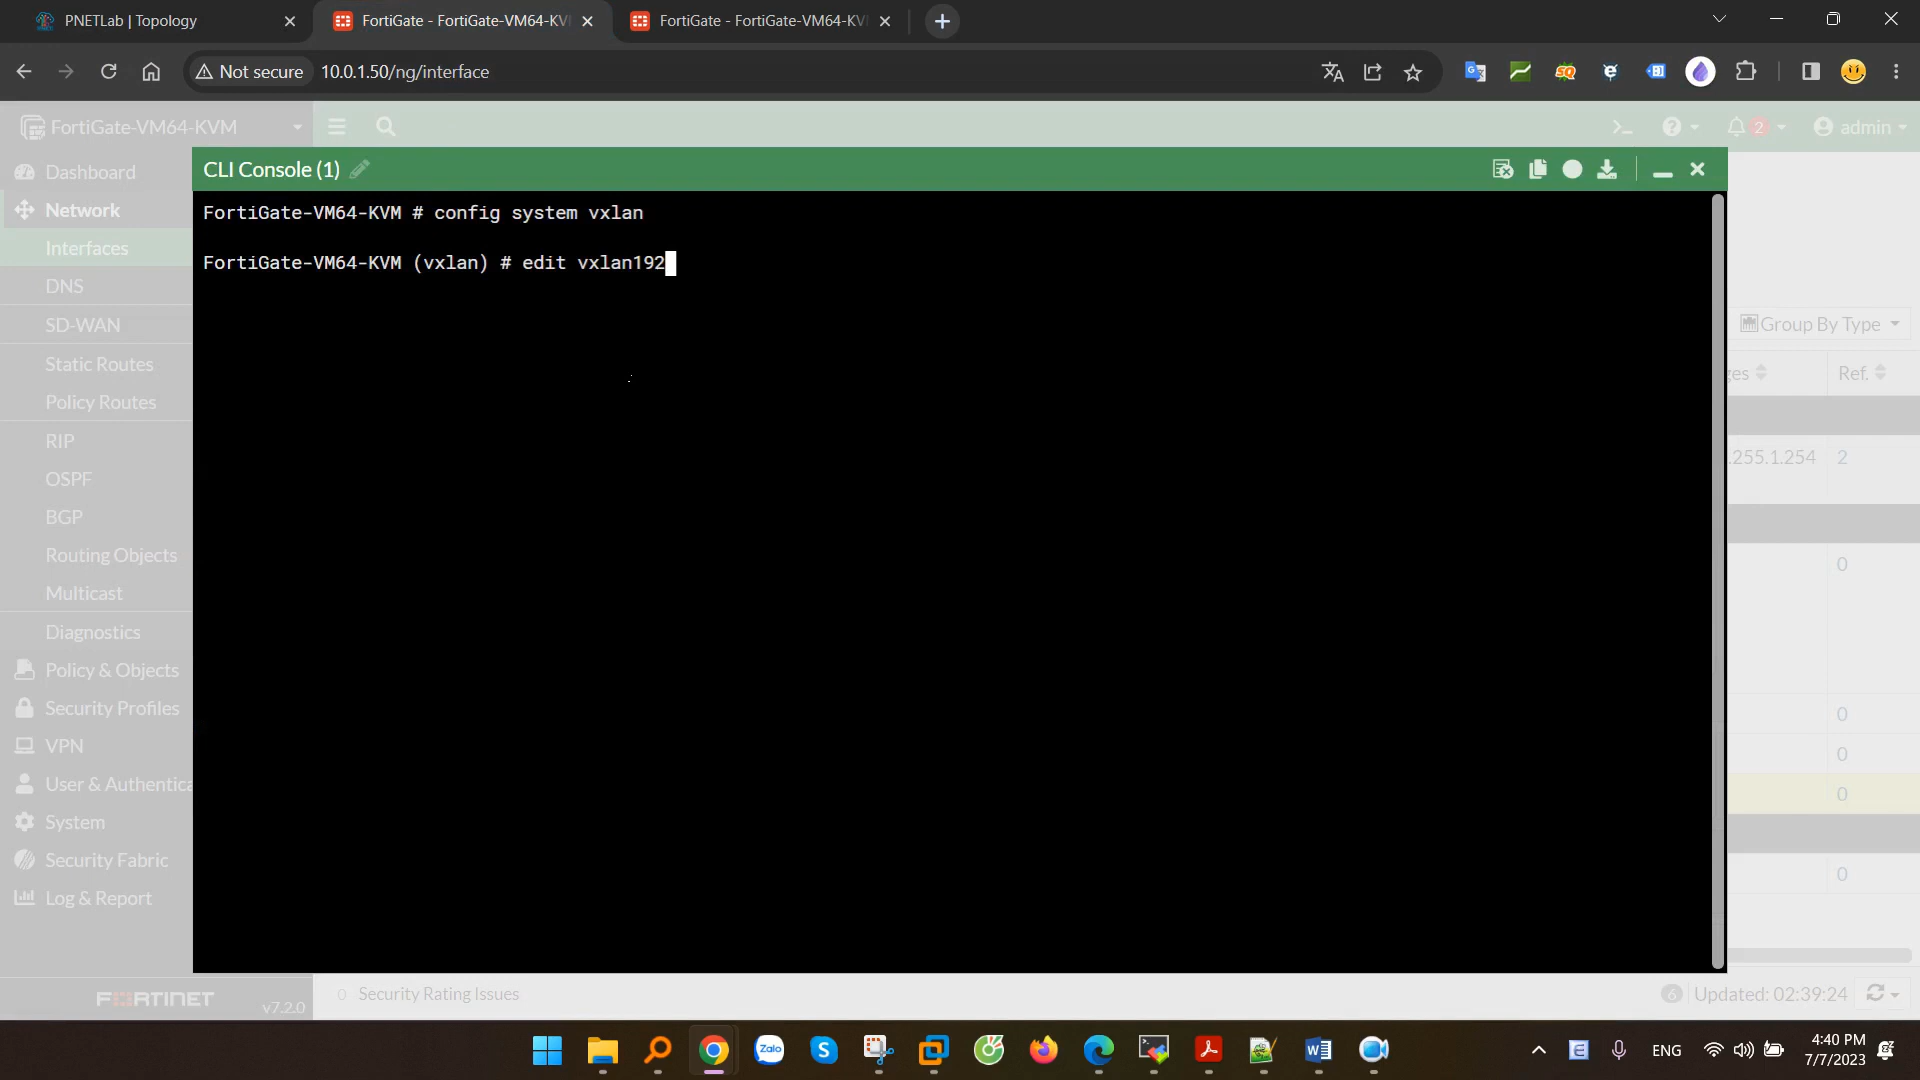 PNETLab | Topology
FortiGate - FortiGate-VM64-KV
FortiGate - FortiGate-VM64-KV
Not secure
10.0.1.50/ng/interface
FortiGate-VM64-KVM
2
admin
CLI Console (1)
FortiGate-VM64-KVM # config system vxlan
FortiGate-VM64-KVM (vxlan) # edit vxlan192
Dashboard
Network
Interfaces
DNS
SD-WAN
Static Routes
Policy Routes
RIP
OSPF
BGP
Routing Objects
Multicast
Diagnostics
Policy & Objects
Security Profiles
VPN
User & Authentica
System
Security Fabric
Log & Report
Group By Type
ges
Ref.
.255.1.254
2
0
0
0
0
0
FORTINET
v7.2.0
0 Security Rating Issues
6 Updated: 02:39:24
Zalo
ENG
4:40 PM
7/7/2023